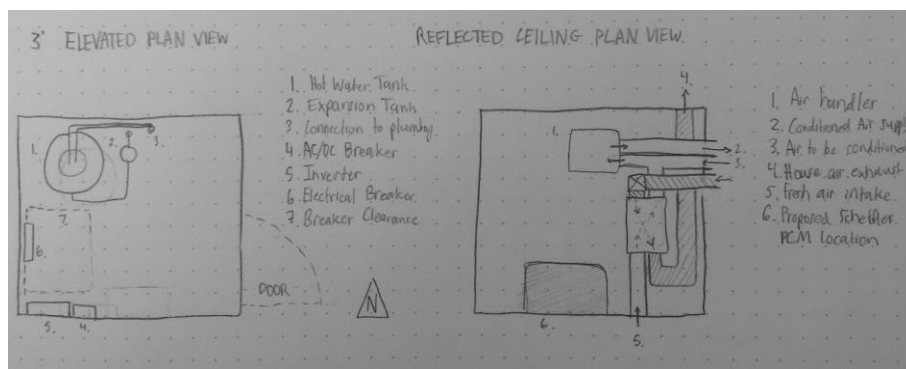 3' ELEVATED PLAN VIEW
1. Hot Water Tank
2. Expansion Tank
3. Connection to plumbing
4. AC/DC Breaker
5. Inverter
6. Electrical Breaker
7. Breaker Clearance
1.
2.
3.
7.
6.
5.
4.
DOOR
N
REFLECTED CEILING PLAN VIEW
1. Air handler
2. Conditioned Air supp
3. Air to be conditione
4. House air exhaust
5. Fresh air intake
6. Proposed Scheffler
PCM location
4.
1.
2.
3.
6.
5.